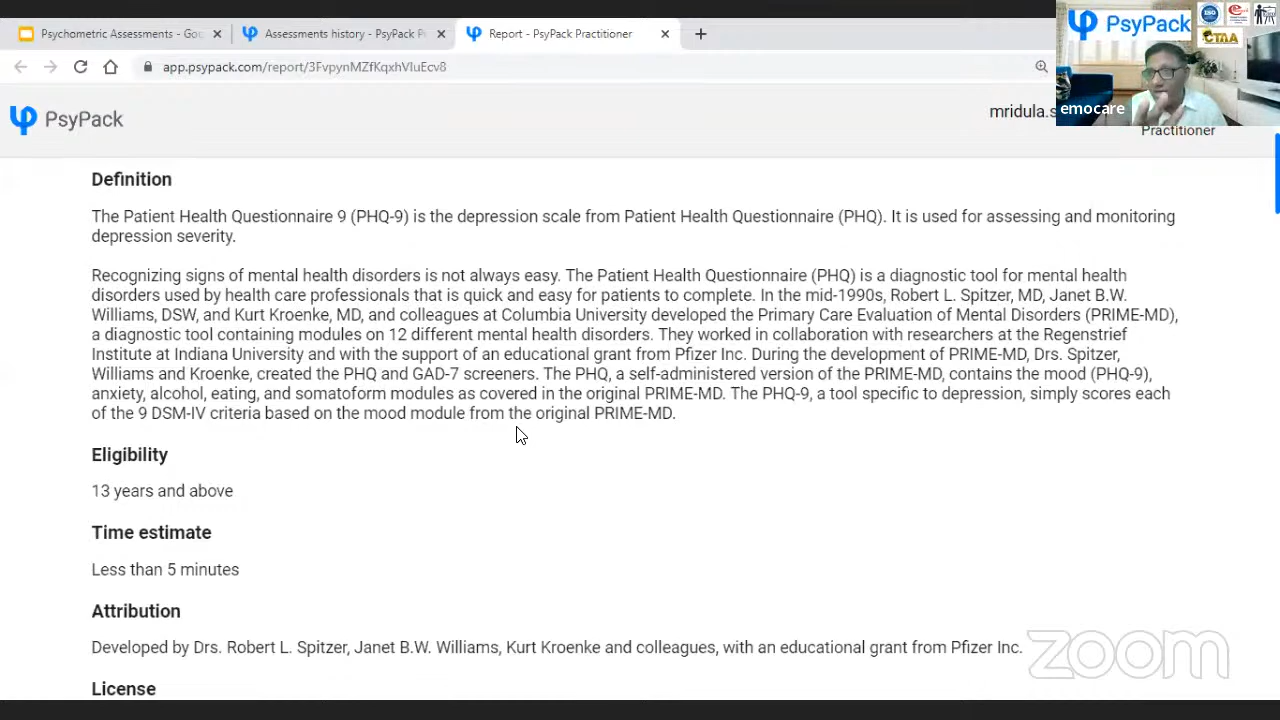 Psychometric Assessments - Goo
Assessments history - PsyPack P
Report - PsyPack Practitioner
app.psypack.com/report/3FvpynMZfKqxhVluEcv8
PsyPack
ISO
CTAA
emocare
PsyPack
mridula.s
Practitioner
Definition
The Patient Health Questionnaire 9 (PHQ-9) is the depression scale from Patient Health Questionnaire (PHQ). It is used for assessing and monitoring
depression severity.
Recognizing signs of mental health disorders is not always easy. The Patient Health Questionnaire (PHQ) is a diagnostic tool for mental health
disorders used by health care professionals that is quick and easy for patients to complete. In the mid-1990s, Robert L. Spitzer, MD, Janet B.W.
Williams, DSW, and Kurt Kroenke, MD, and colleagues at Columbia University developed the Primary Care Evaluation of Mental Disorders (PRIME-MD),
a diagnostic tool containing modules on 12 different mental health disorders. They worked in collaboration with researchers at the Regenstrief
Institute at Indiana University and with the support of an educational grant from Pfizer Inc. During the development of PRIME-MD, Drs. Spitzer,
Williams and Kroenke, created the PHQ and GAD-7 screeners. The PHQ, a self-administered version of the PRIME-MD, contains the mood (PHQ-9),
anxiety, alcohol, eating, and somatoform modules as covered in the original PRIME-MD. The PHQ-9, a tool specific to depression, simply scores each
of the 9 DSM-IV criteria based on the mood module from the original PRIME-MD.
Eligibility
13 years and above
Time estimate
Less than 5 minutes
Attribution
Developed by Drs. Robert L. Spitzer, Janet B.W. Williams, Kurt Kroenke and colleagues, with an educational grant from Pfizer Inc.
License
zoom